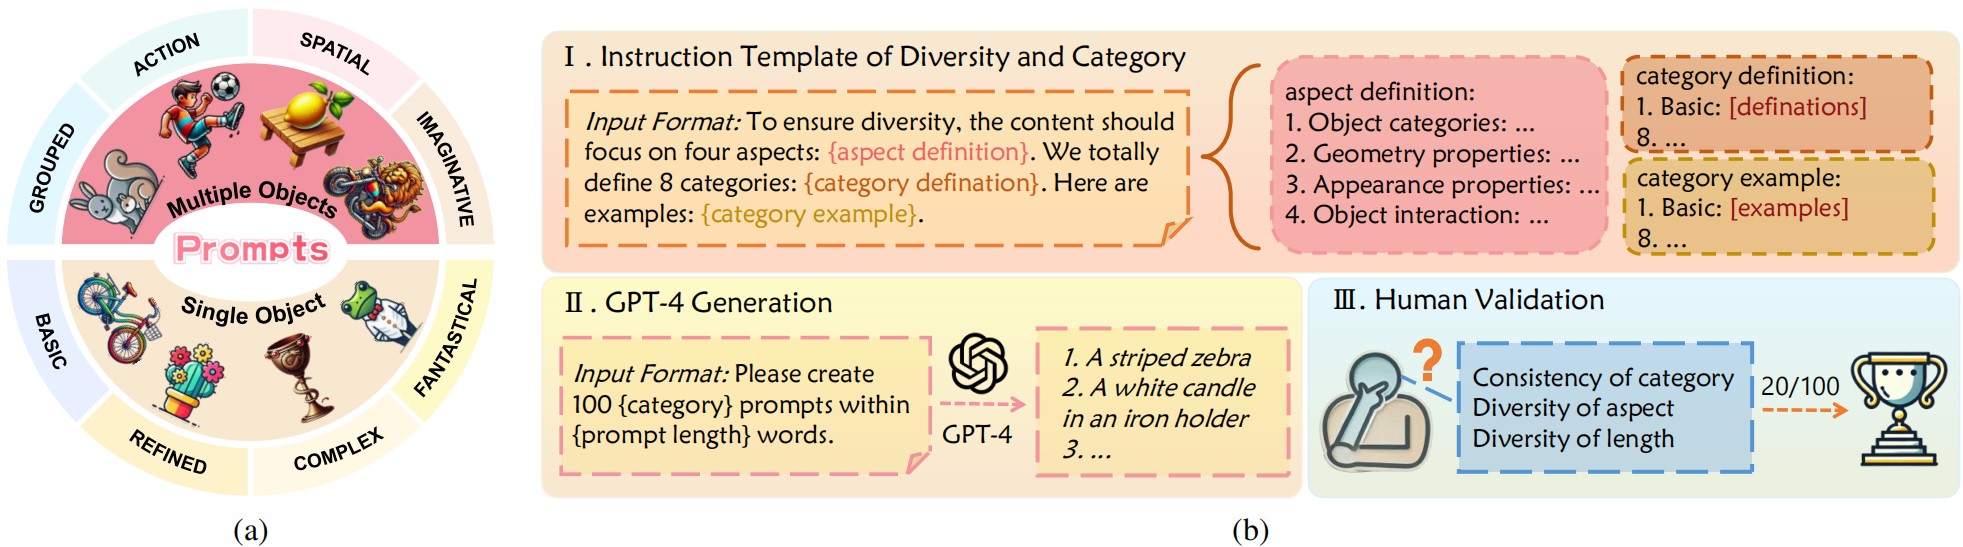 ACTION
SPATIAL
GROUPED
IMAGINATIVE
Multiple Objects
Prompts
Single Object
BASIC
FANTASTICAL
REFINED
COMPLEX
(a)
Ⅰ. Instruction Template of Diversity and Category
Input Format: To ensure diversity, the content should
focus on four aspects: {aspect definition}. We totally
define 8 categories: {category defination}. Here are
examples: {category example}.
aspect definition:
1. Object categories: ...
2. Geometry properties: ...
3. Appearance properties: ...
4. Object interaction: ...
category definition:
1. Basic: [definations]
8. ...
category example:
1. Basic: [examples]
8. ...
Ⅱ. GPT-4 Generation
Input Format: Please create
100 {category} prompts within
{prompt length} words.
GPT-4
1. A striped zebra
2. A white candle
in an iron holder
3. ...
Ⅲ. Human Validation
?
Consistency of category
Diversity of aspect
Diversity of length
20/100
(b)